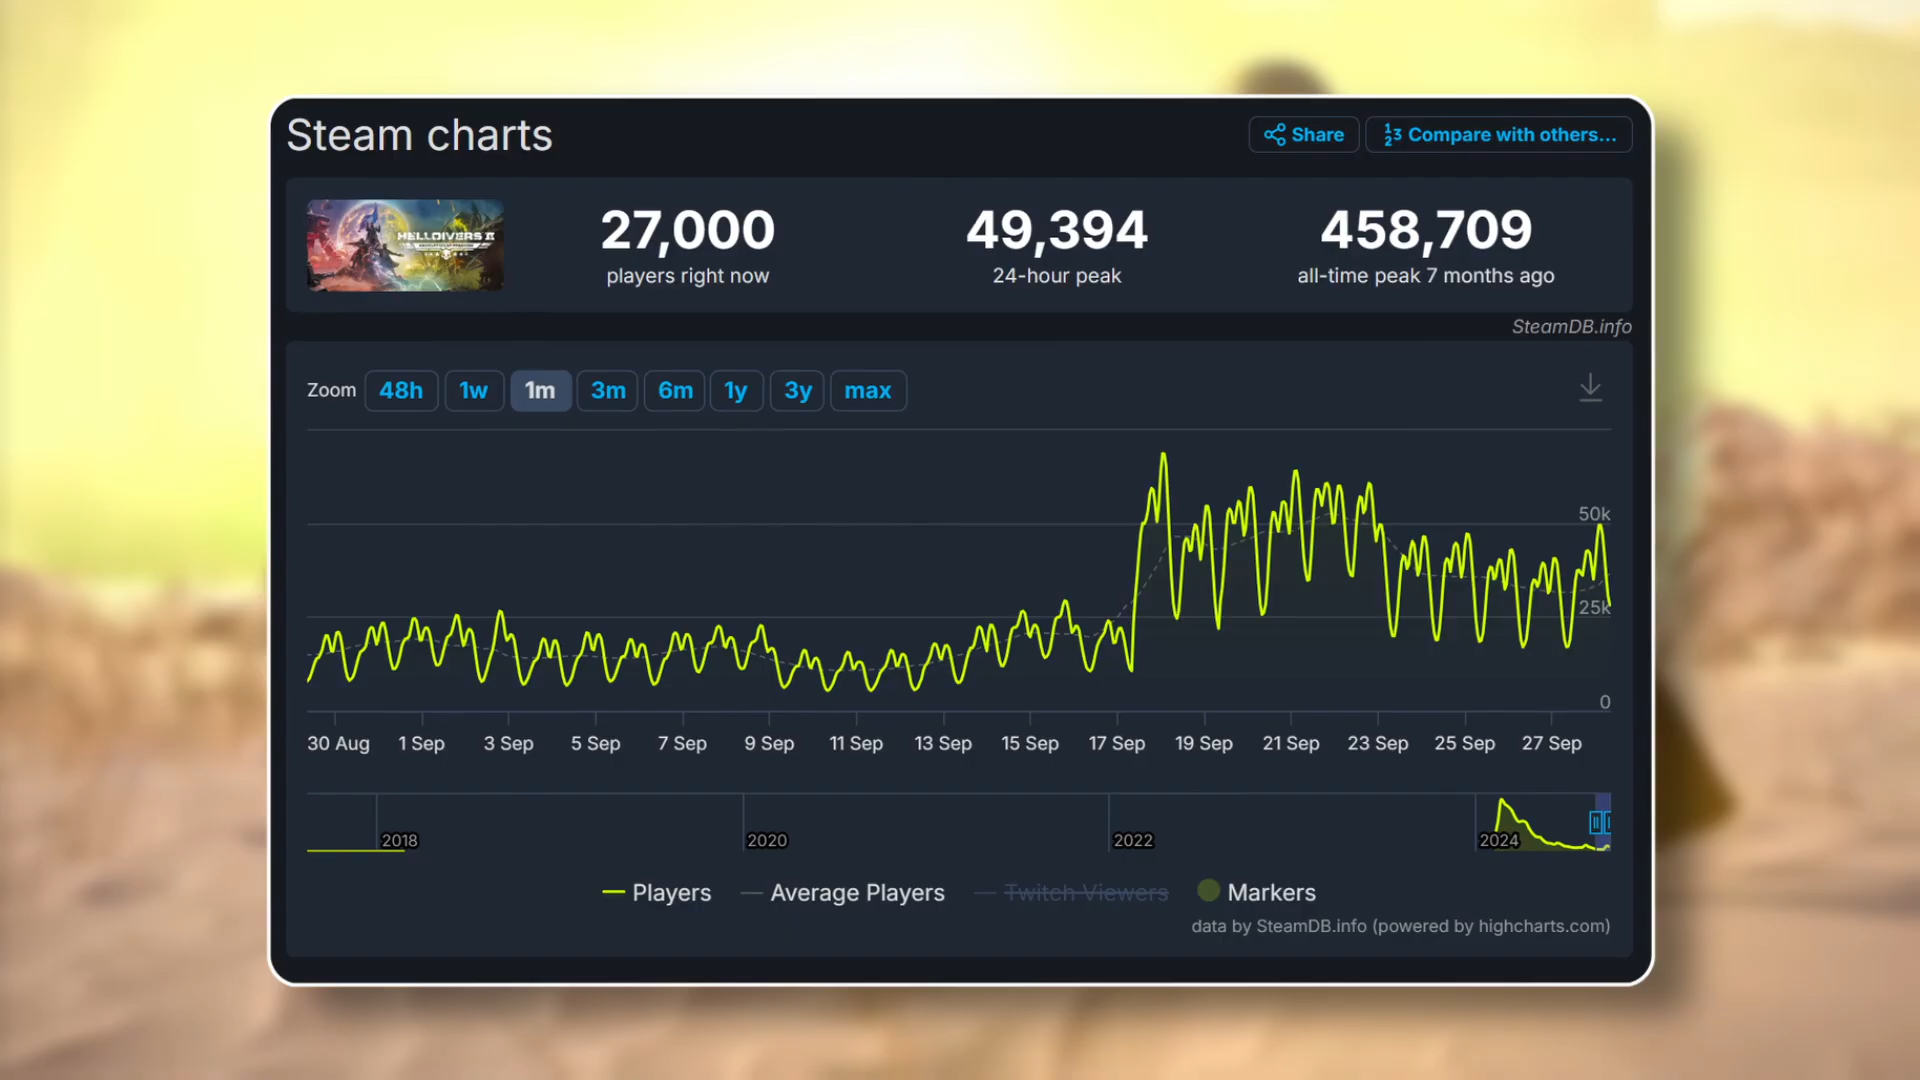 Steam charts
Share
Compare with others...
HELLDIVERS II
27,000
players right now
49,394
24-hour peak
458,709
all-time peak 7 months ago
SteamDB.info
Zoom 48h 1w 1m 3m 6m 1y 3y max
50k
25k
0
30 Aug 1 Sep 3 Sep 5 Sep 7 Sep 9 Sep 11 Sep 13 Sep 15 Sep 17 Sep 19 Sep 21 Sep 23 Sep 25 Sep 27 Sep
2018 2020 2022 2024
Players Average Players Twitch Viewers Markers
data by SteamDB.info (powered by highcharts.com)